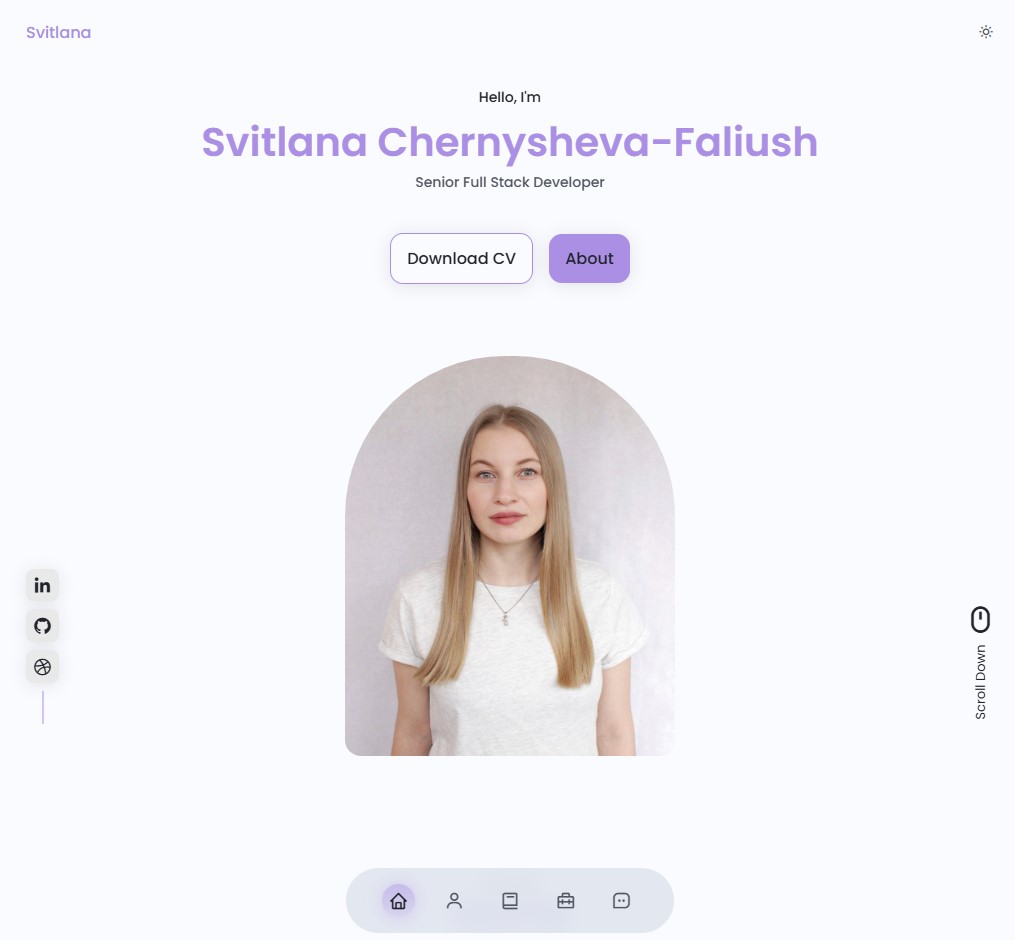 Svitlana
Hello, I'm
Svitlana Chernysheva-Faliush
Senior Full Stack Developer
Download CV
About
in
Scroll Down